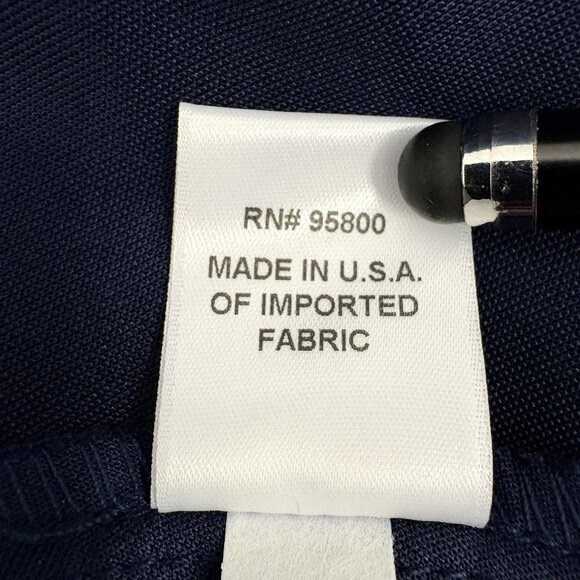 RN# 95800
MADE IN U.S.A.
OF IMPORTED
FABRIC